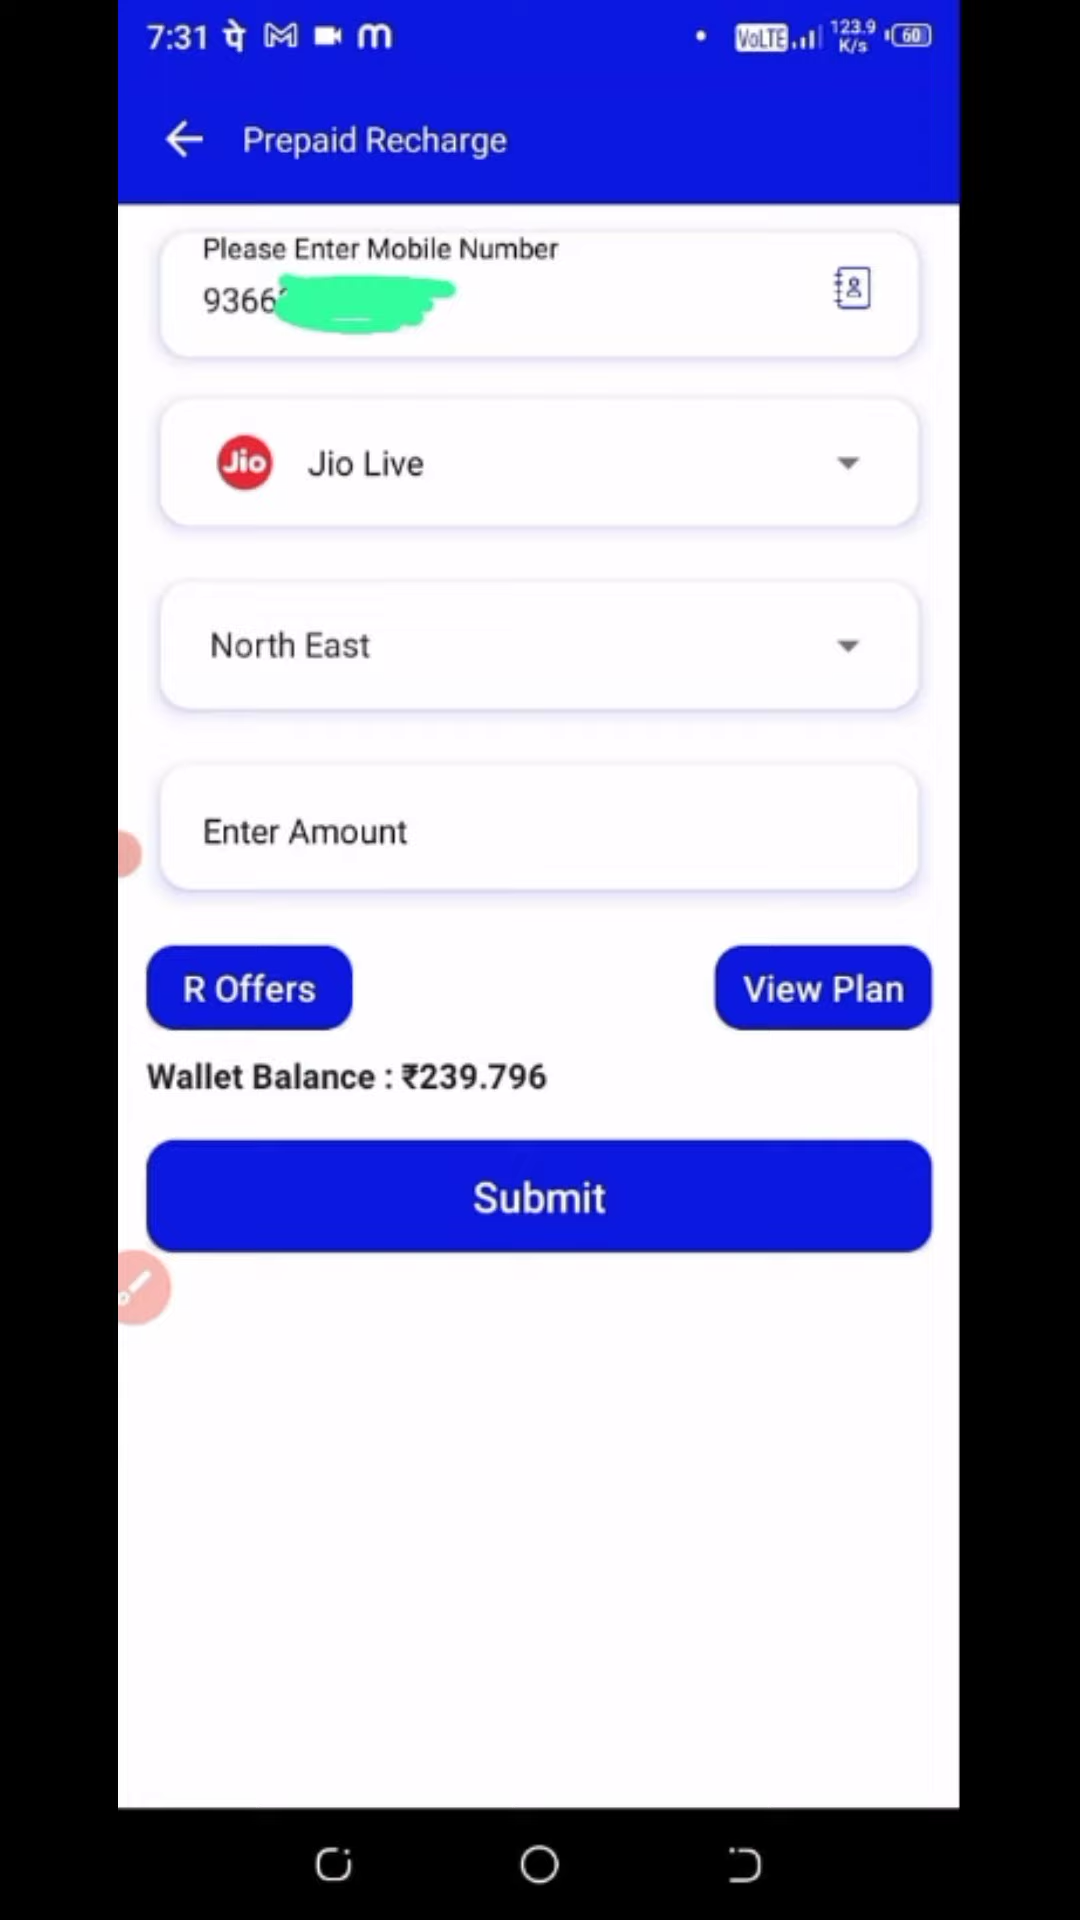 7:31 पे M m VoLTE 123.9 K/s 60
Prepaid Recharge
Please Enter Mobile Number
9366
Jio Jio Live
North East
Enter Amount
R Offers View Plan
Wallet Balance : ₹239.796
Submit